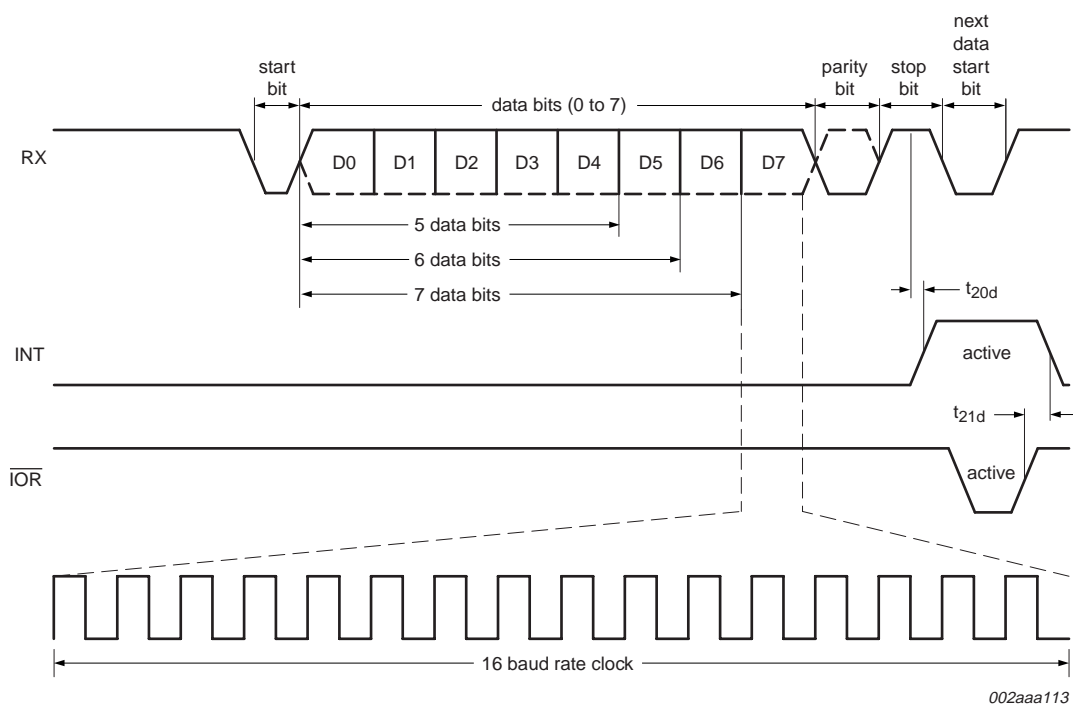 next
data
start
bit
start
bit
parity
bit
stop
bit
data bits (0 to 7)
RX
D0 D1 D2 D3 D4 D5 D6 D7
5 data bits
6 data bits
7 data bits
t20d
INT
active
t21d
IOR
active
16 baud rate clock
002aaa113